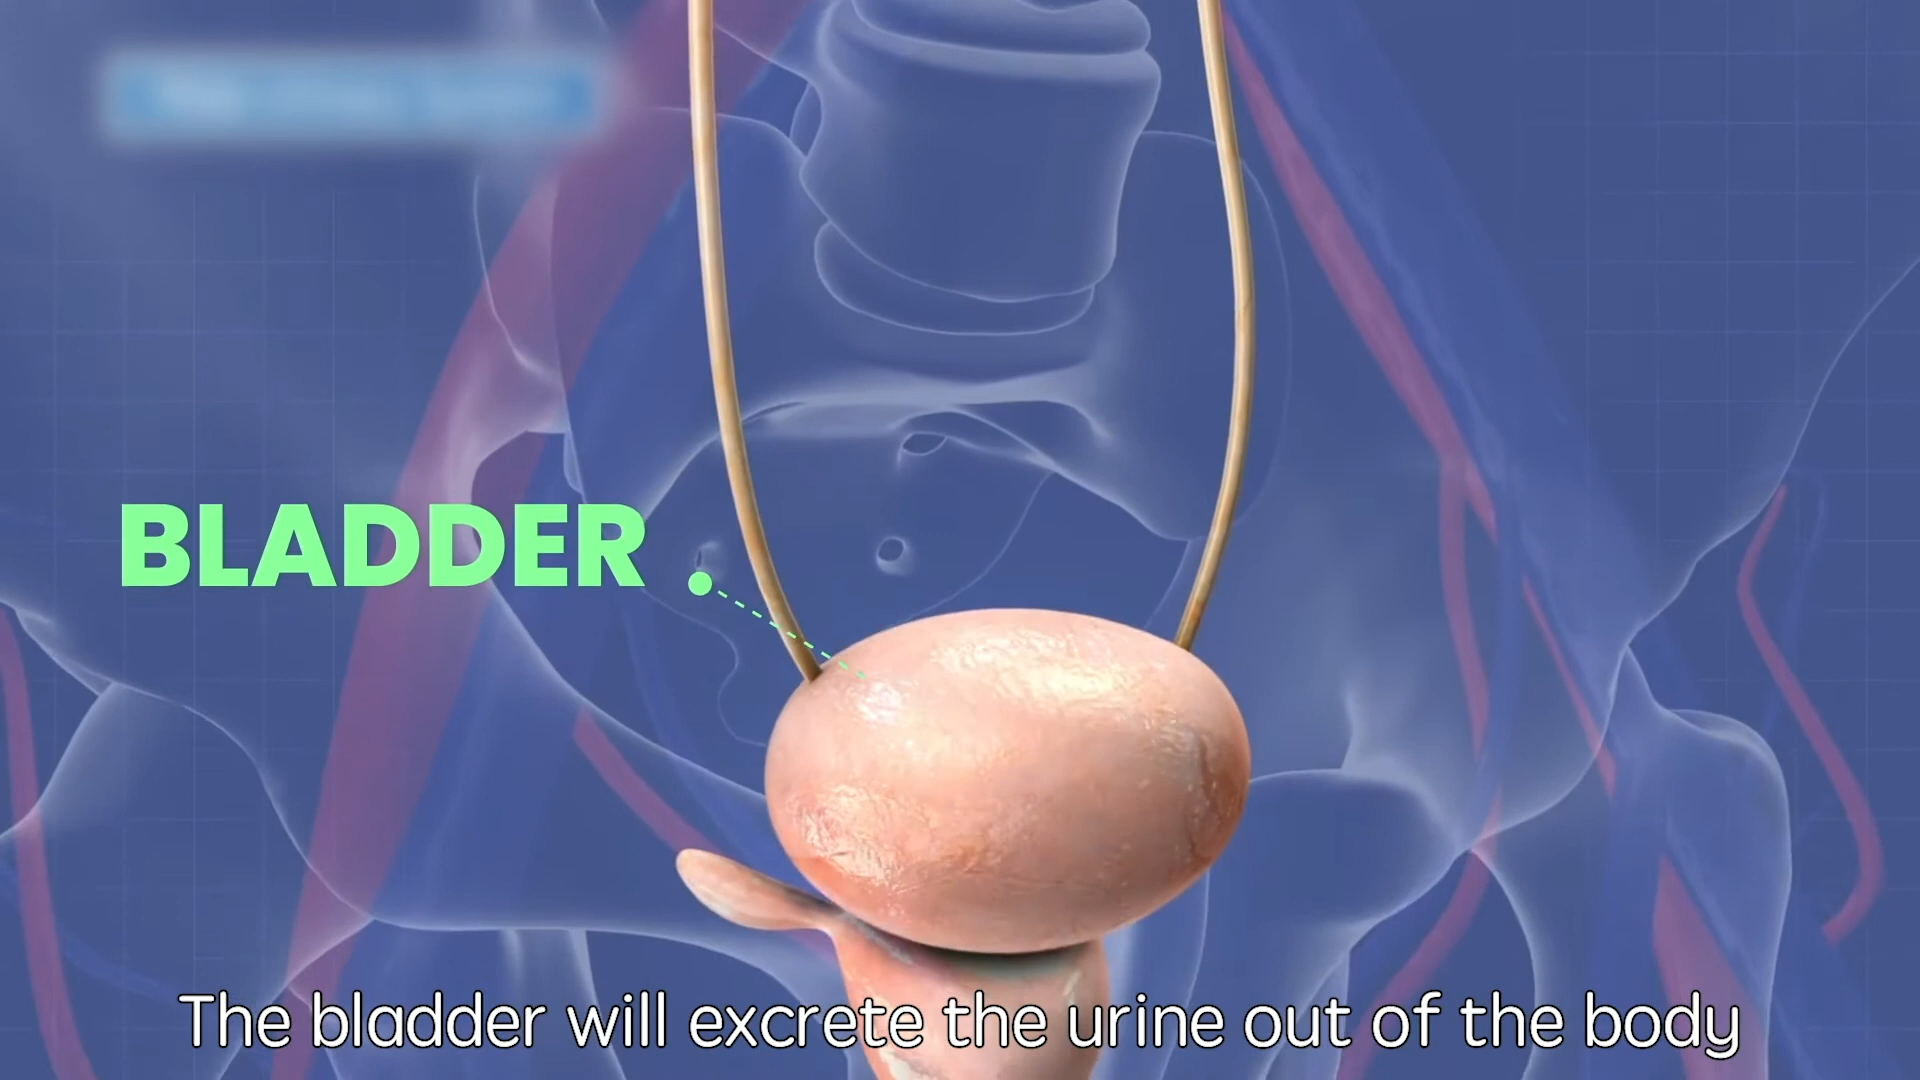 BLADDER
The bladder will excrete the urine out of the body